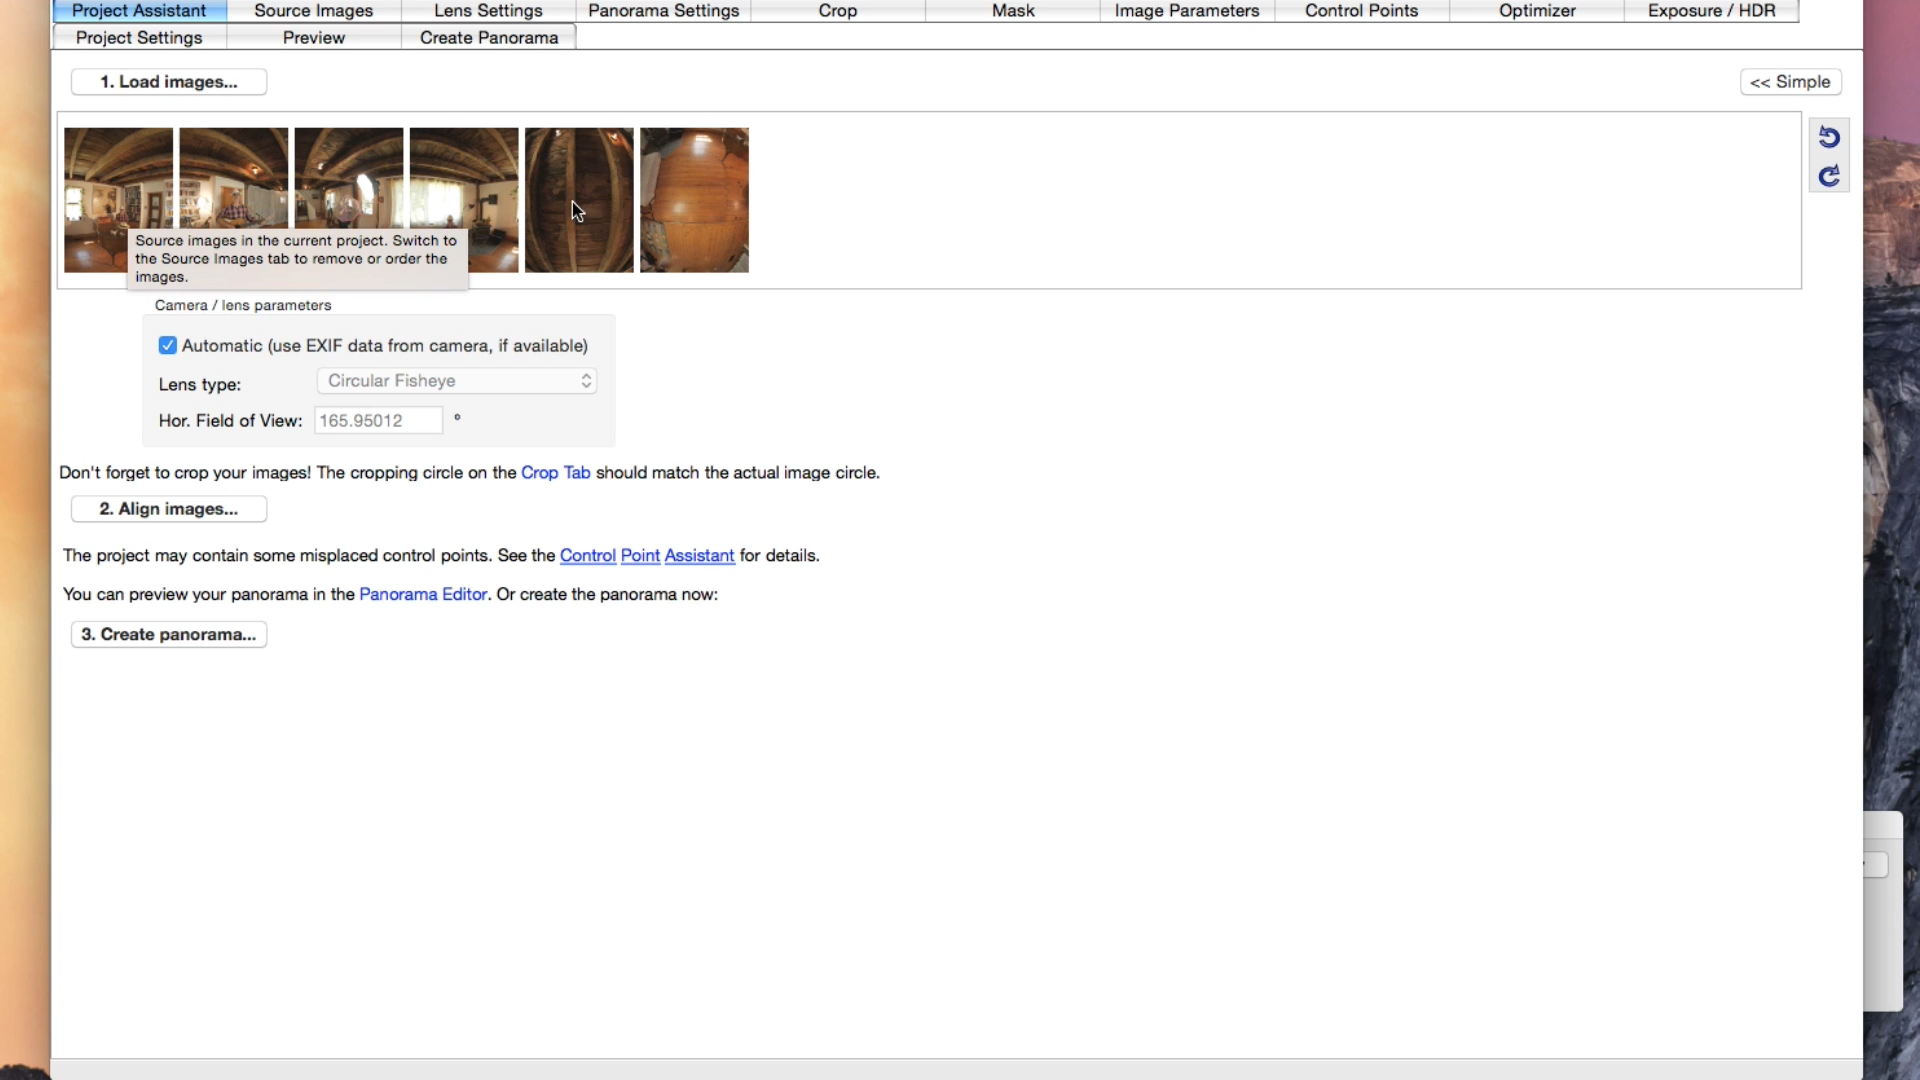 Project Assistant Source Images Lens Settings Panorama Settings Crop Mask Image Parameters Control Points Optimizer Exposure / HDR
Project Settings Preview Create Panorama
1. Load images...
<< Simple
Source images in the current project. Switch to
the Source Images tab to remove or order the
images.
Camera / lens parameters
Automatic (use EXIF data from camera, if available)
Lens type: Circular Fisheye
Hor. Field of View: 165.95012 °
Don't forget to crop your images! The cropping circle on the Crop Tab should match the actual image circle.
2. Align images...
The project may contain some misplaced control points. See the Control Point Assistant for details.
You can preview your panorama in the Panorama Editor. Or create the panorama now:
3. Create panorama...